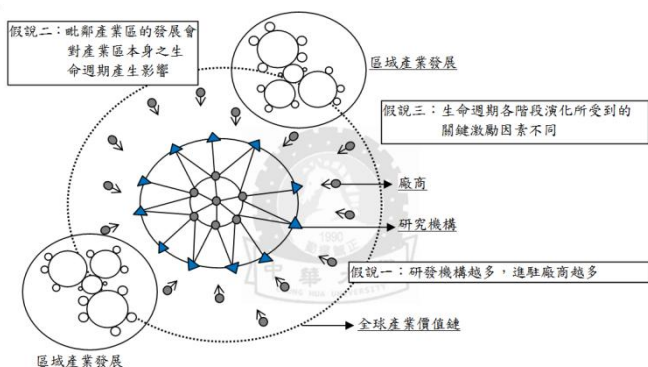 假說二：毗鄰產業區的發展會
對產業區本身之生
命週期產生影響
區域產業發展
假說三：生命週期各階段演化所受到的
關鍵激勵因素不同
廠商
研究機構
1990
中華大
假說一：研發機構越多，進駐廠商越多
全球產業價值鏈
區域產業發展